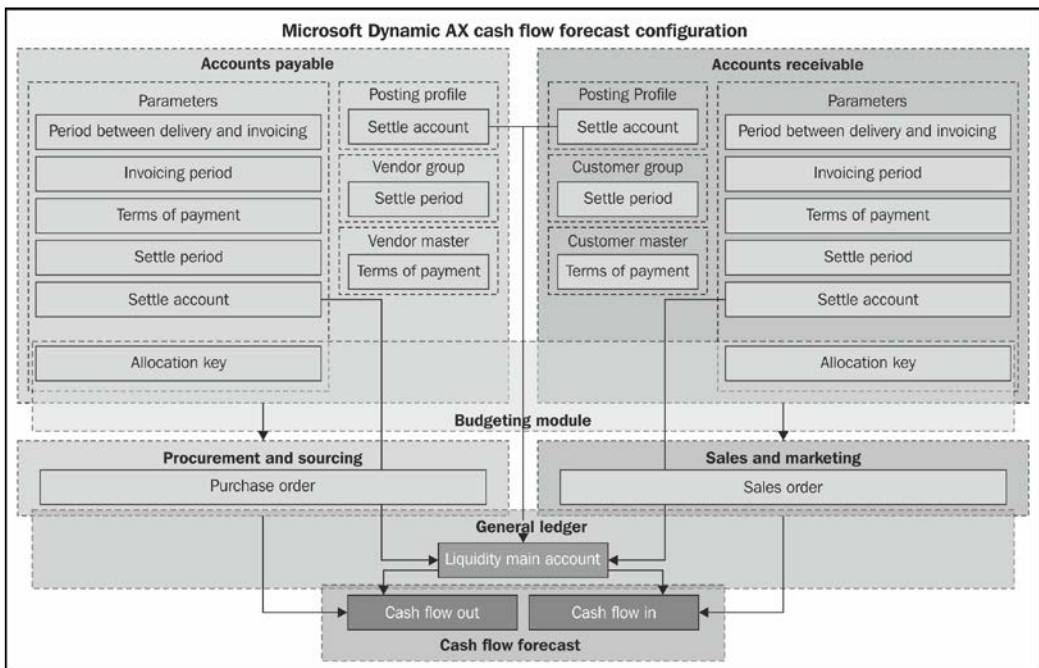 Microsoft Dynamic AX cash flow forecast configuration
Accounts payable
Parameters
Period between delivery and invoicing
Invoicing period
Terms of payment
Settle period
Settle account
Allocation key
Posting profile
Settle account
Vendor group
Settle period
Vendor master
Terms of payment
Accounts receivable
Posting Profile
Settle account
Customer group
Settle period
Customer master
Terms of payment
Parameters
Period between delivery and invoicing
Invoicing period
Terms of payment
Settle period
Settle account
Allocation key
Budgeting module
Procurement and sourcing
Purchase order
Sales and marketing
Sales order
General ledger
Liquidity main account
Cash flow out
Cash flow in
Cash flow forecast